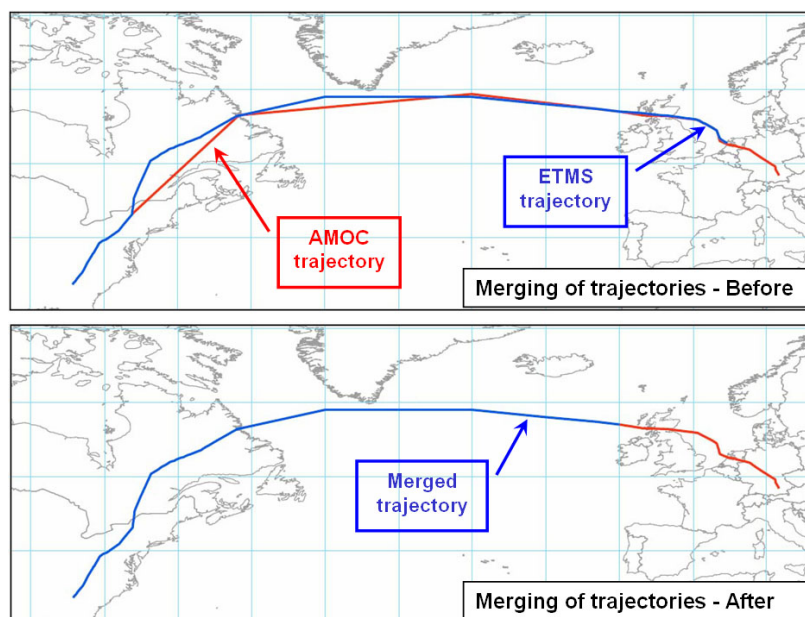 ETMS
trajectory
AMOC
trajectory
Merging of trajectories - Before
Merged
trajectory
Merging of trajectories - After